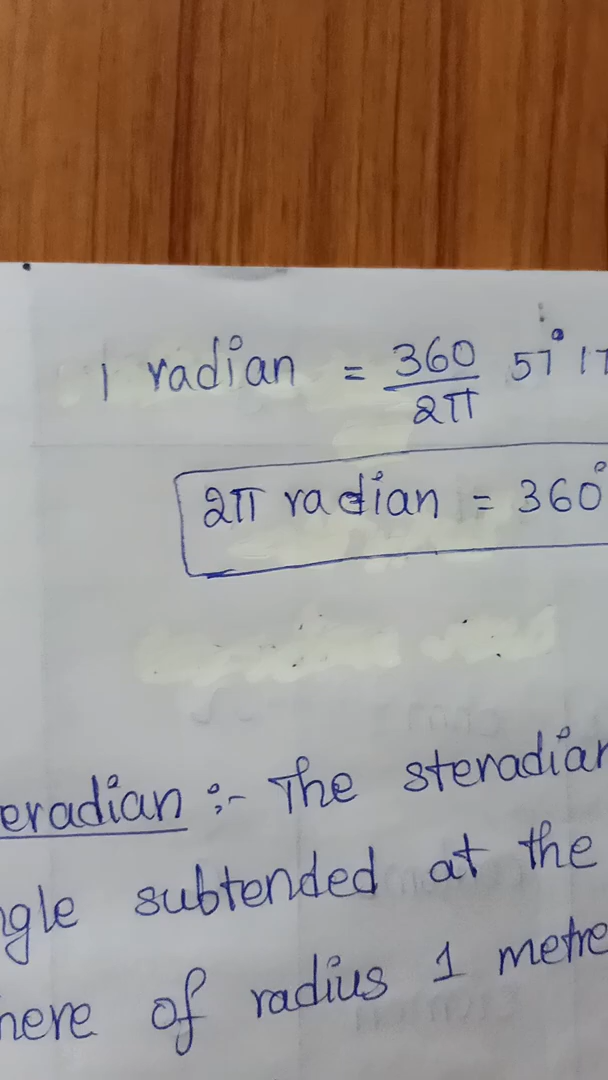 1 radian = 360/2π 57° 17
2π radian = 360°
eradian :- The steradian
ngle subtended at the
here of radius 1 metre